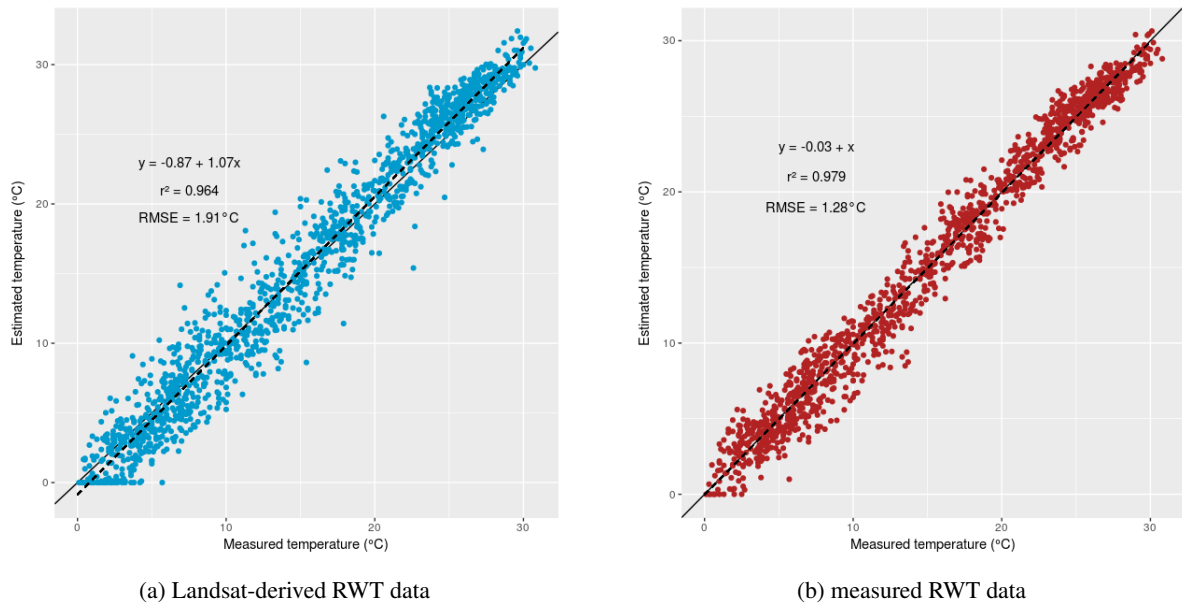 y = -0.87 + 1.07x
r² = 0.964
RMSE = 1.91°C
Estimated temperature (°C)
30
20
10
0
0
10
20
30
Measured temperature (°C)
(a) Landsat-derived RWT data
y = -0.03 + x
r² = 0.979
RMSE = 1.28°C
Estimated temperature (°C)
30
20
10
0
0
10
20
30
Measured temperature (°C)
(b) measured RWT data